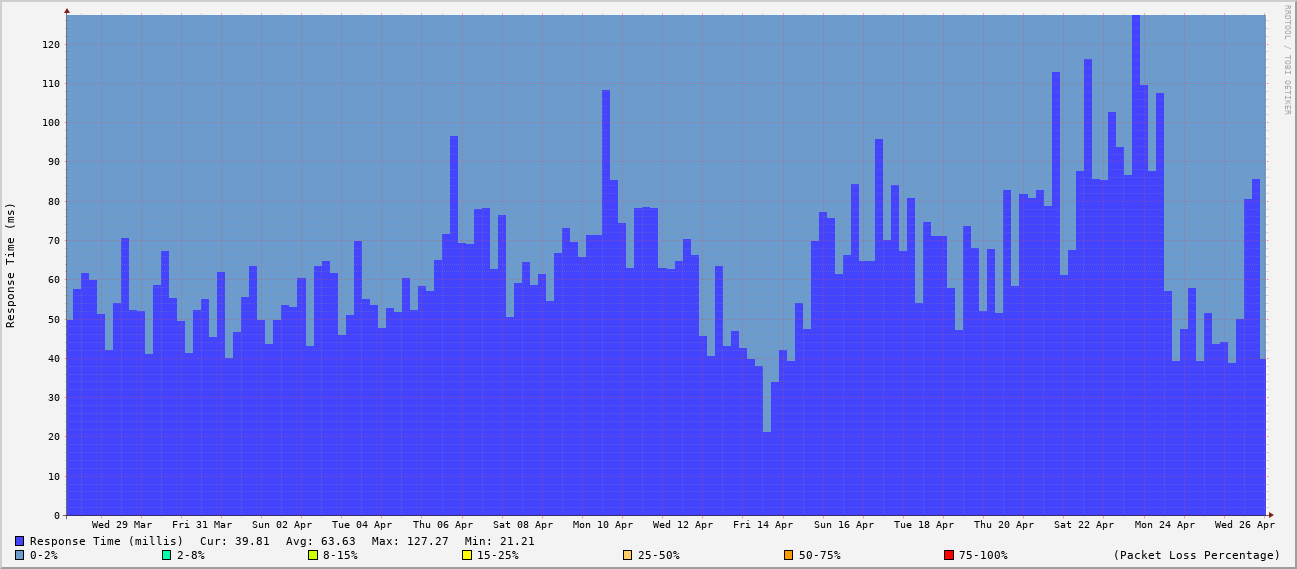 RRDTOOL / TOBI OETIKER
Response Time (ms)
120
110
100
90
80
70
60
50
40
30
20
10
0
Wed 29 Mar Fri 31 Mar Sun 02 Apr Tue 04 Apr Thu 06 Apr Sat 08 Apr Mon 10 Apr Wed 12 Apr Fri 14 Apr Sun 16 Apr Tue 18 Apr Thu 20 Apr Sat 22 Apr Mon 24 Apr Wed 26 Apr
Response Time (millis) Cur: 39.81 Avg: 63.63 Max: 127.27 Min: 21.21
0-2% 2-8% 8-15% 15-25% 25-50% 50-75% 75-100% (Packet Loss Percentage)